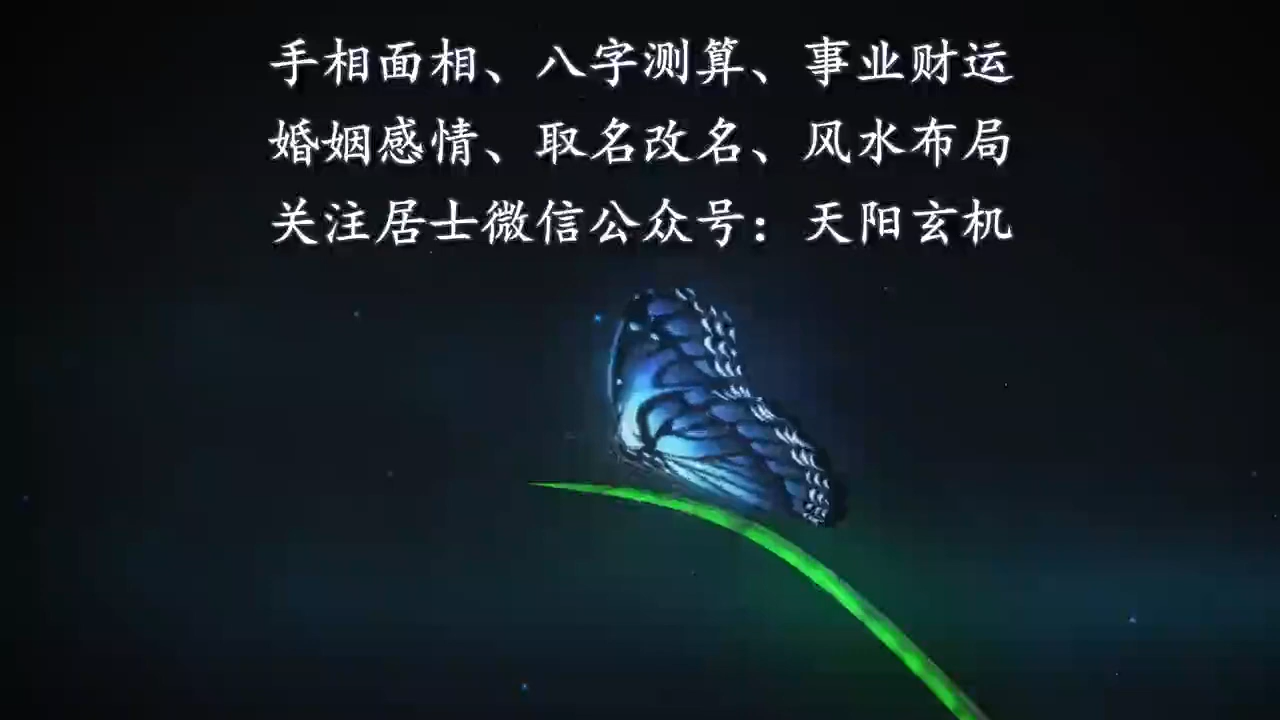 手相面相、八字测算、事业财运
婚姻感情、取名改名、风水布局
关注居士微信公众号：天阳玄机